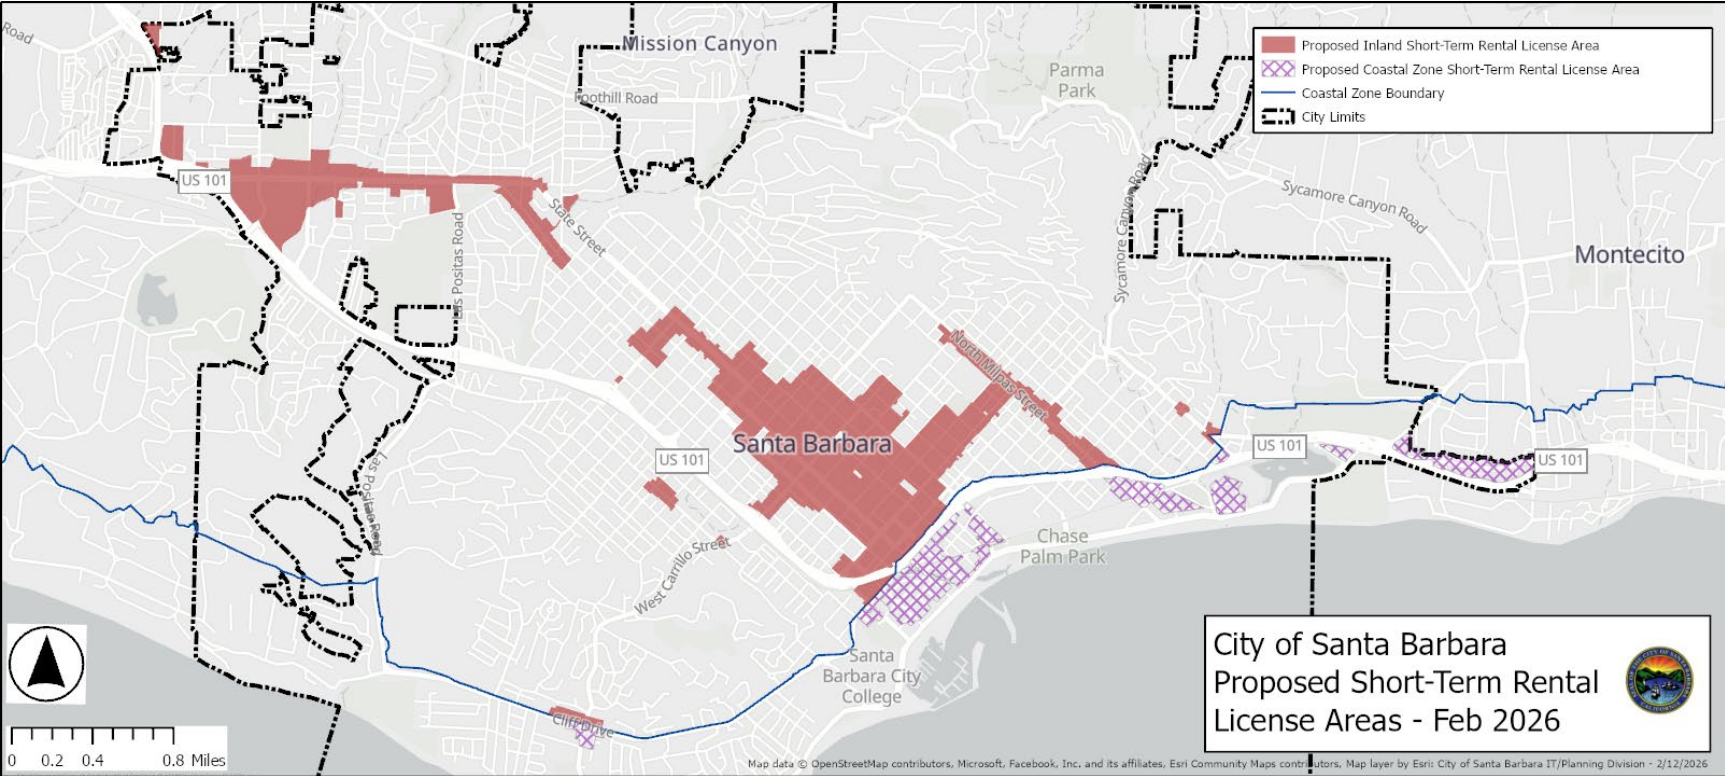 Road
Mission Canyon
Foothill Road
Parma
Park
Proposed Inland Short-Term Rental License Area
Proposed Coastal Zone Short-Term Rental License Area
Coastal Zone Boundary
City Limits
US 101
State Street
Las Positas Road
Sycamore Canyon Road
Sycamore Canyon Road
Sycamore Canyon Road
Montecito
North Milpas Street
Santa Barbara
US 101
US 101
US 101
Las Positas Road
West Carrillo Street
Chase
Palm Park
Santa
Barbara City
College
Cliff Drive
City of Santa Barbara
Proposed Short-Term Rental
License Areas - Feb 2026
0 0.2 0.4 0.8 Miles
Map data © OpenStreetMap contributors, Microsoft, Facebook, Inc. and its affiliates, Esri Community Maps contributors, Map layer by Esri: City of Santa Barbara IT/Planning Division - 2/12/2026